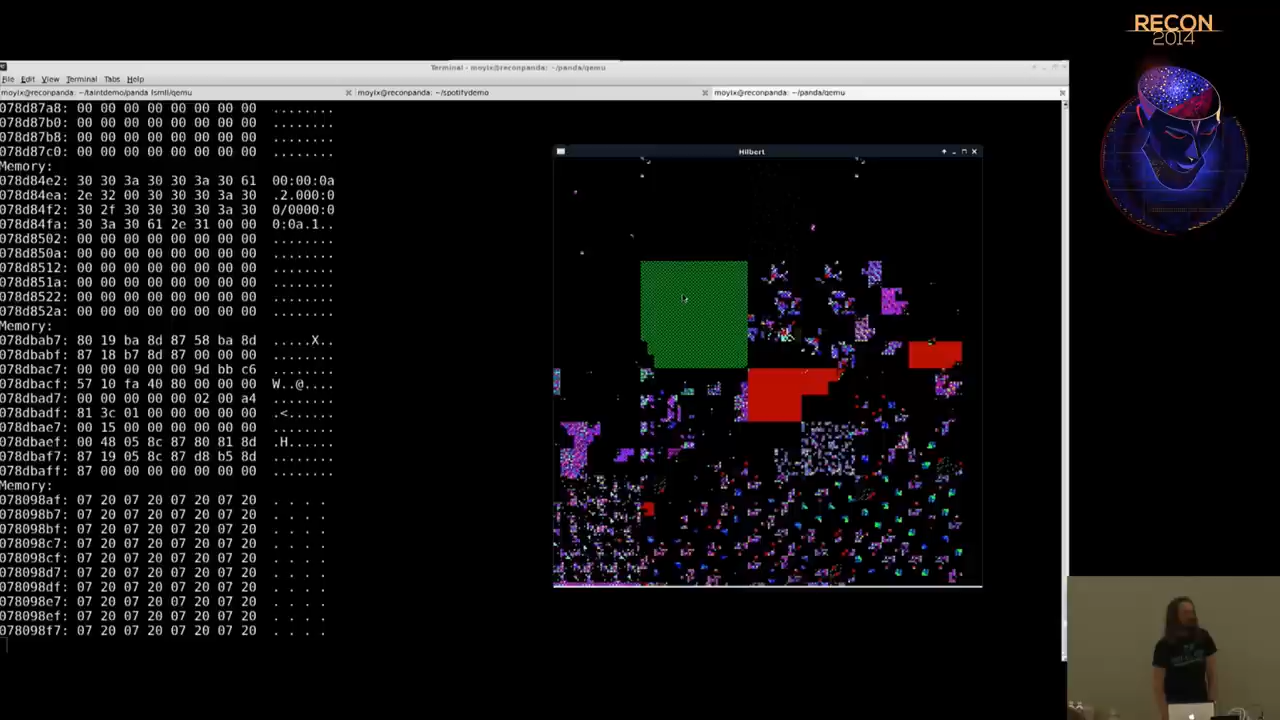 RECON
2014
Terminal - moyix@reconpanda: ~/panda/qemu
File Edit View Terminal Tabs Help
moyix@reconpanda: ~/taintdemo/panda lsmll/qemu
moyix@reconpanda: ~/spotifydemo
moyix@reconpanda: ~/panda/qemu
078d87a8: 00 00 00 00 00 00 00 00 ........
078d87b0: 00 00 00 00 00 00 00 00 ........
078d87b8: 00 00 00 00 00 00 00 00 ........
078d87c0: 00 00 00 00 00 00 00 00 ........
Memory:
078d84e2: 30 30 3a 30 30 3a 30 61 00:00:0a
078d84ea: 2e 32 00 30 30 30 3a 30 .2.000:0
078d84f2: 30 2f 30 30 30 30 3a 30 0/0000:0
078d84fa: 30 3a 30 61 2e 31 00 00 0:0a.1..
078d8502: 00 00 00 00 00 00 00 00 ........
078d850a: 00 00 00 00 00 00 00 00 ........
078d8512: 00 00 00 00 00 00 00 00 ........
078d851a: 00 00 00 00 00 00 00 00 ........
078d8522: 00 00 00 00 00 00 00 00 ........
078d852a: 00 00 00 00 00 00 00 00 ........
Memory:
078dbab7: 80 19 ba 8d 87 58 ba 8d .....X..
078dbabf: 87 18 b7 8d 87 00 00 00 ........
078dbac7: 00 00 00 00 00 9d bb c6 ........
078dbacf: 57 10 fa 40 80 00 00 00 W..@....
078dbad7: 00 00 00 00 00 02 00 a4 ........
078dbadf: 81 3c 01 00 00 00 00 00 .<......
078dbae7: 00 15 00 00 00 00 00 00 ........
078dbaef: 00 48 05 8c 87 80 81 8d .H......
078dbaf7: 87 19 05 8c 87 d8 b5 8d ........
078dbaff: 87 00 00 00 00 00 00 00 ........
Memory:
078098af: 07 20 07 20 07 20 07 20 . . . .
078098b7: 07 20 07 20 07 20 07 20 . . . .
078098bf: 07 20 07 20 07 20 07 20 . . . .
078098c7: 07 20 07 20 07 20 07 20 . . . .
078098cf: 07 20 07 20 07 20 07 20 . . . .
078098d7: 07 20 07 20 07 20 07 20 . . . .
078098df: 07 20 07 20 07 20 07 20 . . . .
078098e7: 07 20 07 20 07 20 07 20 . . . .
078098ef: 07 20 07 20 07 20 07 20 . . . .
078098f7: 07 20 07 20 07 20 07 20 . . . .
Hilbert